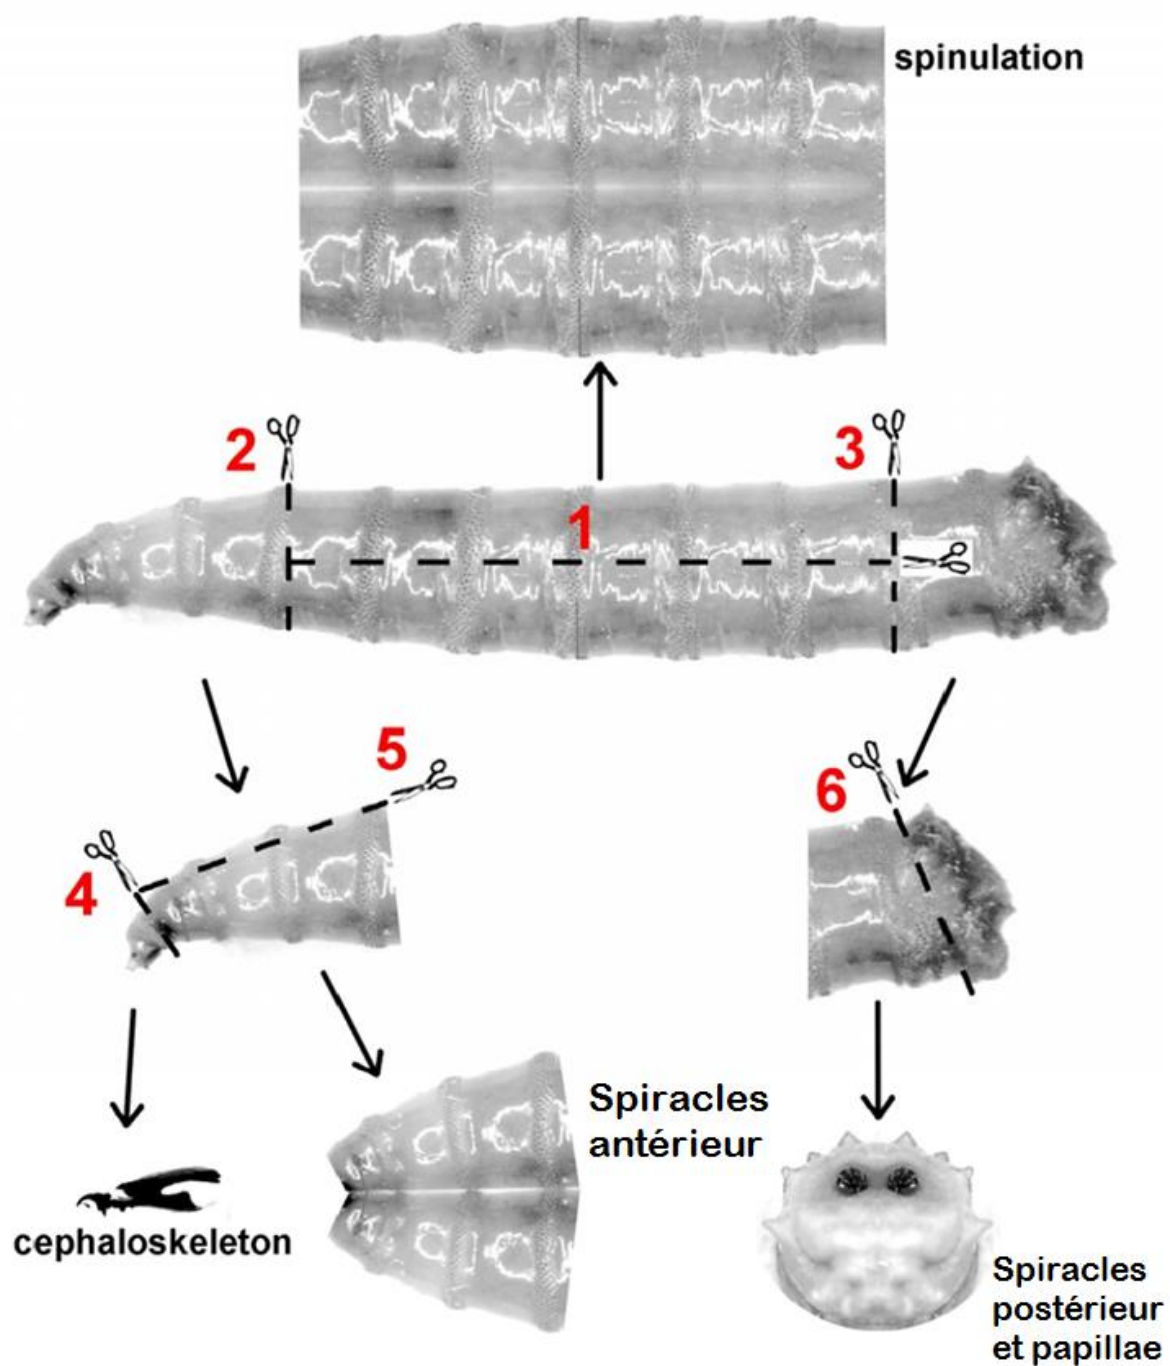 spinulation
2
3
1
5
4
6
Spiracles
antérieur
cephaloskeleton
Spiracles
postérieur
et papillae